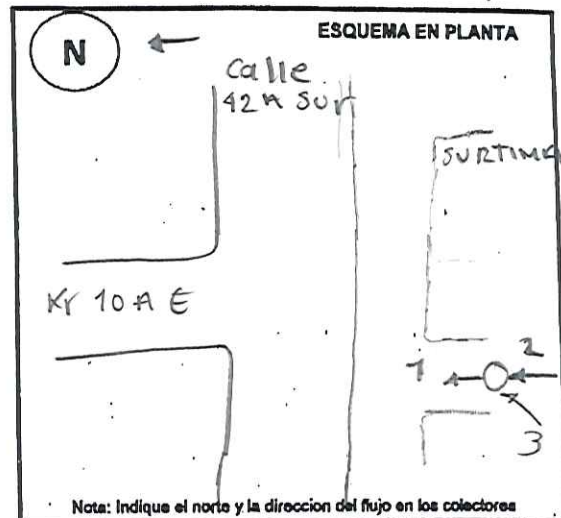 N
ESQUEMA EN PLANTA
Calle
42 A Sur
SURTIMA
Kr 10 A E
1
2
3
Nota: Indique el norte y la direccion del flujo en los colectores